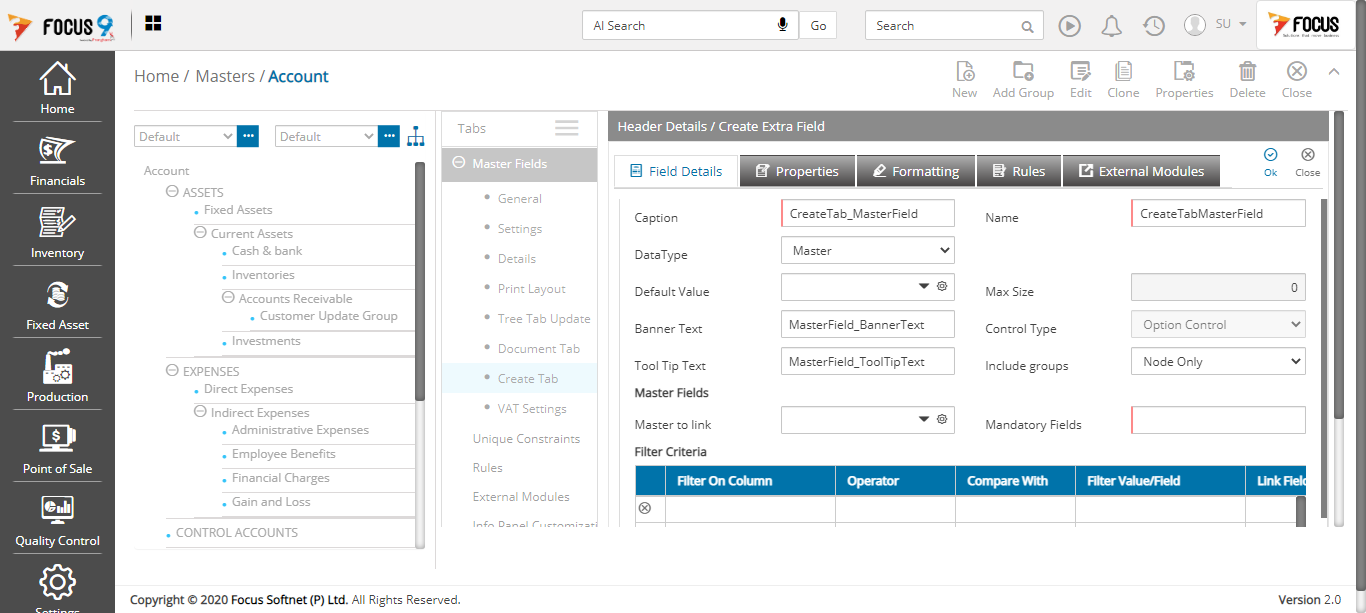 FOCUS 9
AI Search
Go
Search
SU
FOCUS
Home
Financials
Inventory
Fixed Asset
Production
Point of Sale
Quality Control
Settings
Home / Masters / Account
New
Add Group
Edit
Clone
Properties
Delete
Close
Default
Default
Account
ASSETS
Fixed Assets
Current Assets
Cash & bank
Inventories
Accounts Receivable
Customer Update Group
Investments
EXPENSES
Direct Expenses
Indirect Expenses
Administrative Expenses
Employee Benefits
Financial Charges
Gain and Loss
CONTROL ACCOUNTS
Tabs
Master Fields
General
Settings
Details
Print Layout
Tree Tab Update
Document Tab
Create Tab
VAT Settings
Unique Constraints
Rules
External Modules
Info Panel Customizati
Header Details / Create Extra Field
Field Details
Properties
Formatting
Rules
External Modules
Ok
Close
Caption
CreateTab_MasterField
Name
CreateTabMasterField
DataType
Master
Default Value
Max Size
0
Banner Text
MasterField_BannerText
Control Type
Option Control
Tool Tip Text
MasterField_ToolTipText
Include groups
Node Only
Master Fields
Master to link
Mandatory Fields
Filter Criteria
Filter On Column
Operator
Compare With
Filter Value/Field
Link Field
Copyright © 2020 Focus Softnet (P) Ltd. All Rights Reserved.
Version 2.0